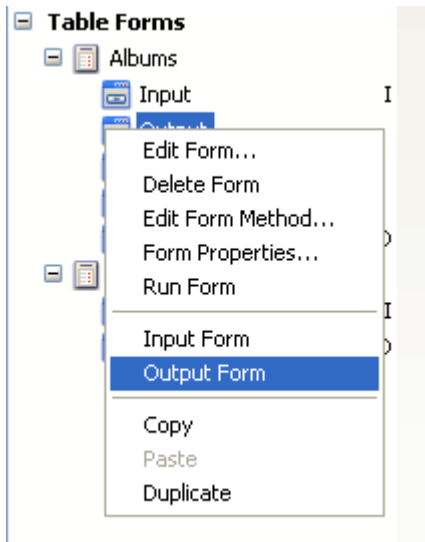 Table Forms
Albums
Input I
Output
Edit Form...
Delete Form
Edit Form Method...
Form Properties...
O
Run Form
I
Input Form
O
Output Form
Copy
Paste
Duplicate